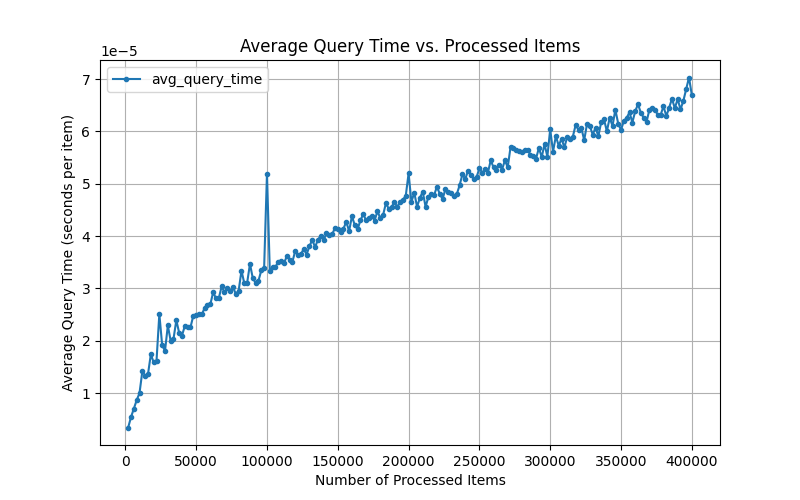 Average Query Time vs. Processed Items
1e−5
avg_query_time
7
6
5
4
3
2
1
Average Query Time (seconds per item)
0 50000 100000 150000 200000 250000 300000 350000 400000
Number of Processed Items